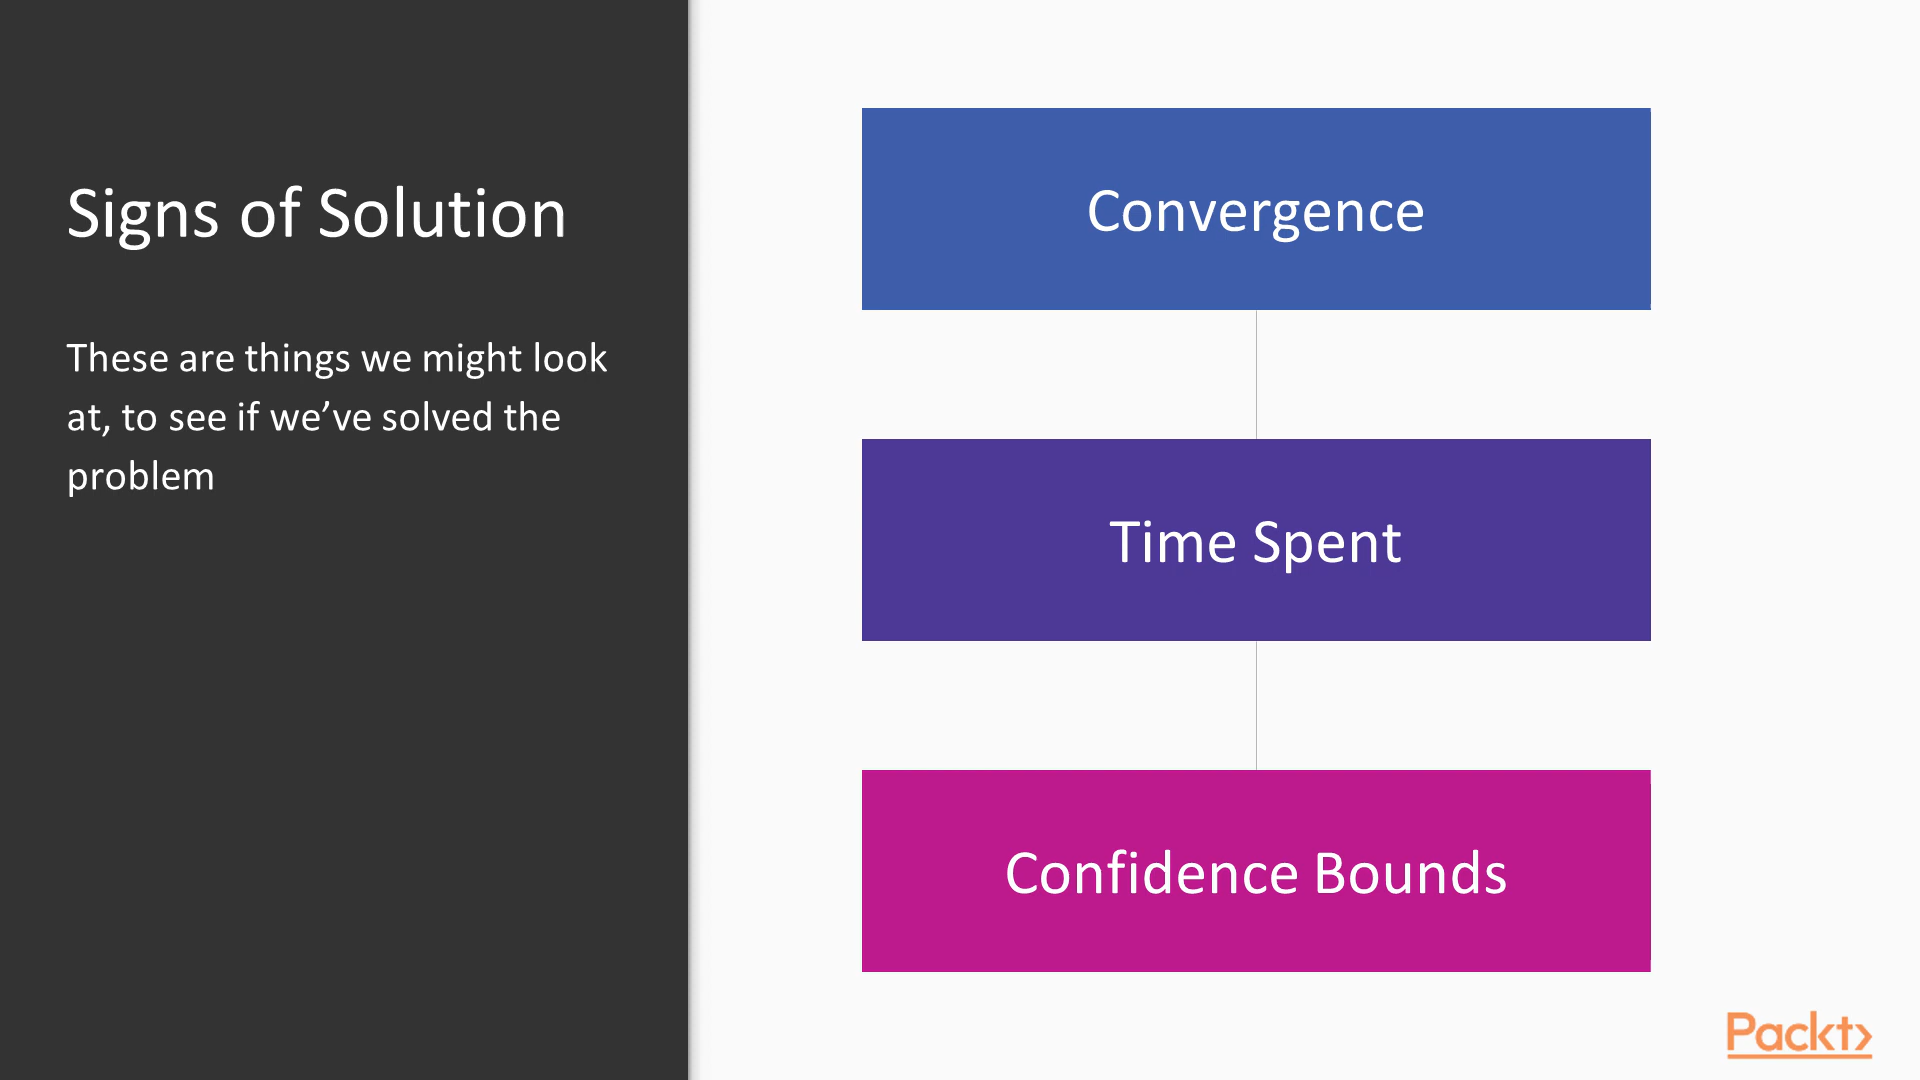 Signs of Solution
These are things we might look
at, to see if we’ve solved the
problem
Convergence
Time Spent
Confidence Bounds
Packt>